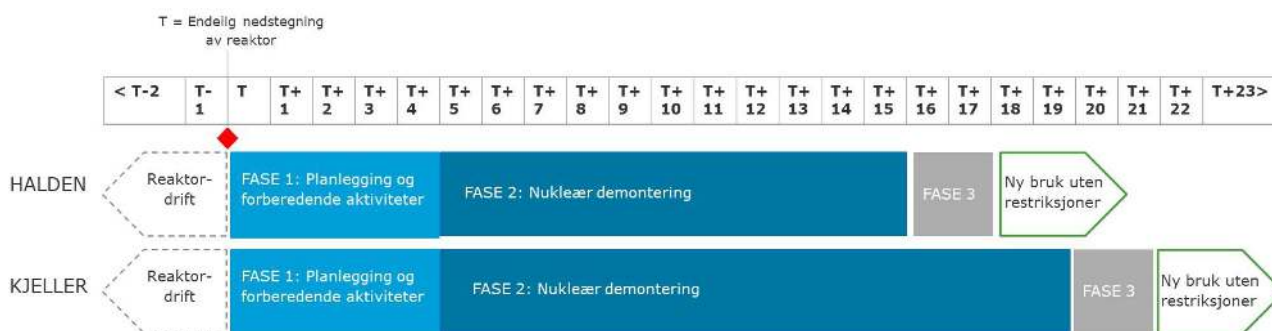 T = Endelig nedstegning
av reaktor
< T-2 T- T T+ T+ T+ T+ T+ T+ T+ T+ T+ T+ T+ T+ T+ T+ T+ T+ T+ T+ T+ T+ T+ T+ T+23>
1 1 2 3 4 5 6 7 8 9 10 11 12 13 14 15 16 17 18 19 20 21 22
HALDEN
Reaktor-
drift
FASE 1: Planlegging og
forberedende aktiviteter
FASE 2: Nukleær demontering
FASE 3
Ny bruk uten
restriksjoner
KJELLER
Reaktor-
drift
FASE 1: Planlegging og
forberedende aktiviteter
FASE 2: Nukleær demontering
FASE 3
Ny bruk uten
restriksjoner